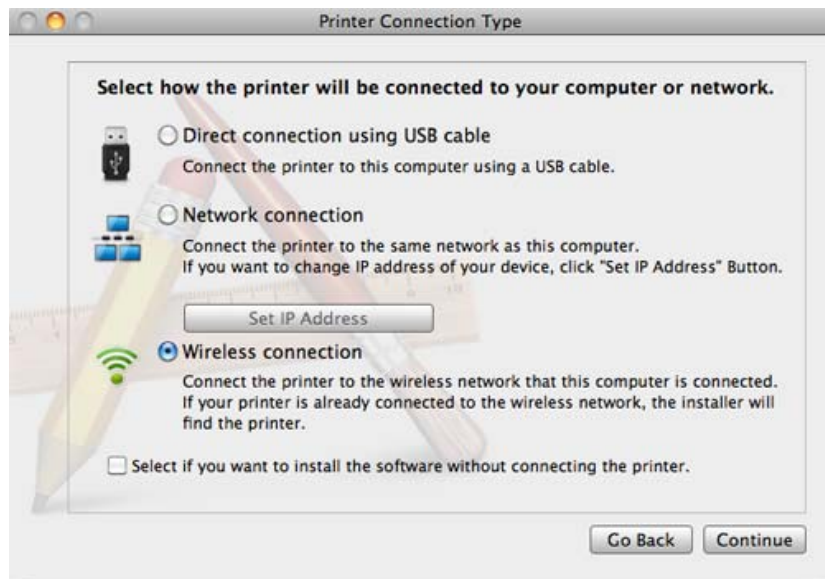 Printer Connection Type
Select how the printer will be connected to your computer or network.
Direct connection using USB cable
Connect the printer to this computer using a USB cable.
Network connection
Connect the printer to the same network as this computer.
If you want to change IP address of your device, click "Set IP Address" Button.
Set IP Address
Wireless connection
Connect the printer to the wireless network that this computer is connected.
If your printer is already connected to the wireless network, the installer will
find the printer.
Select if you want to install the software without connecting the printer.
Go Back Continue